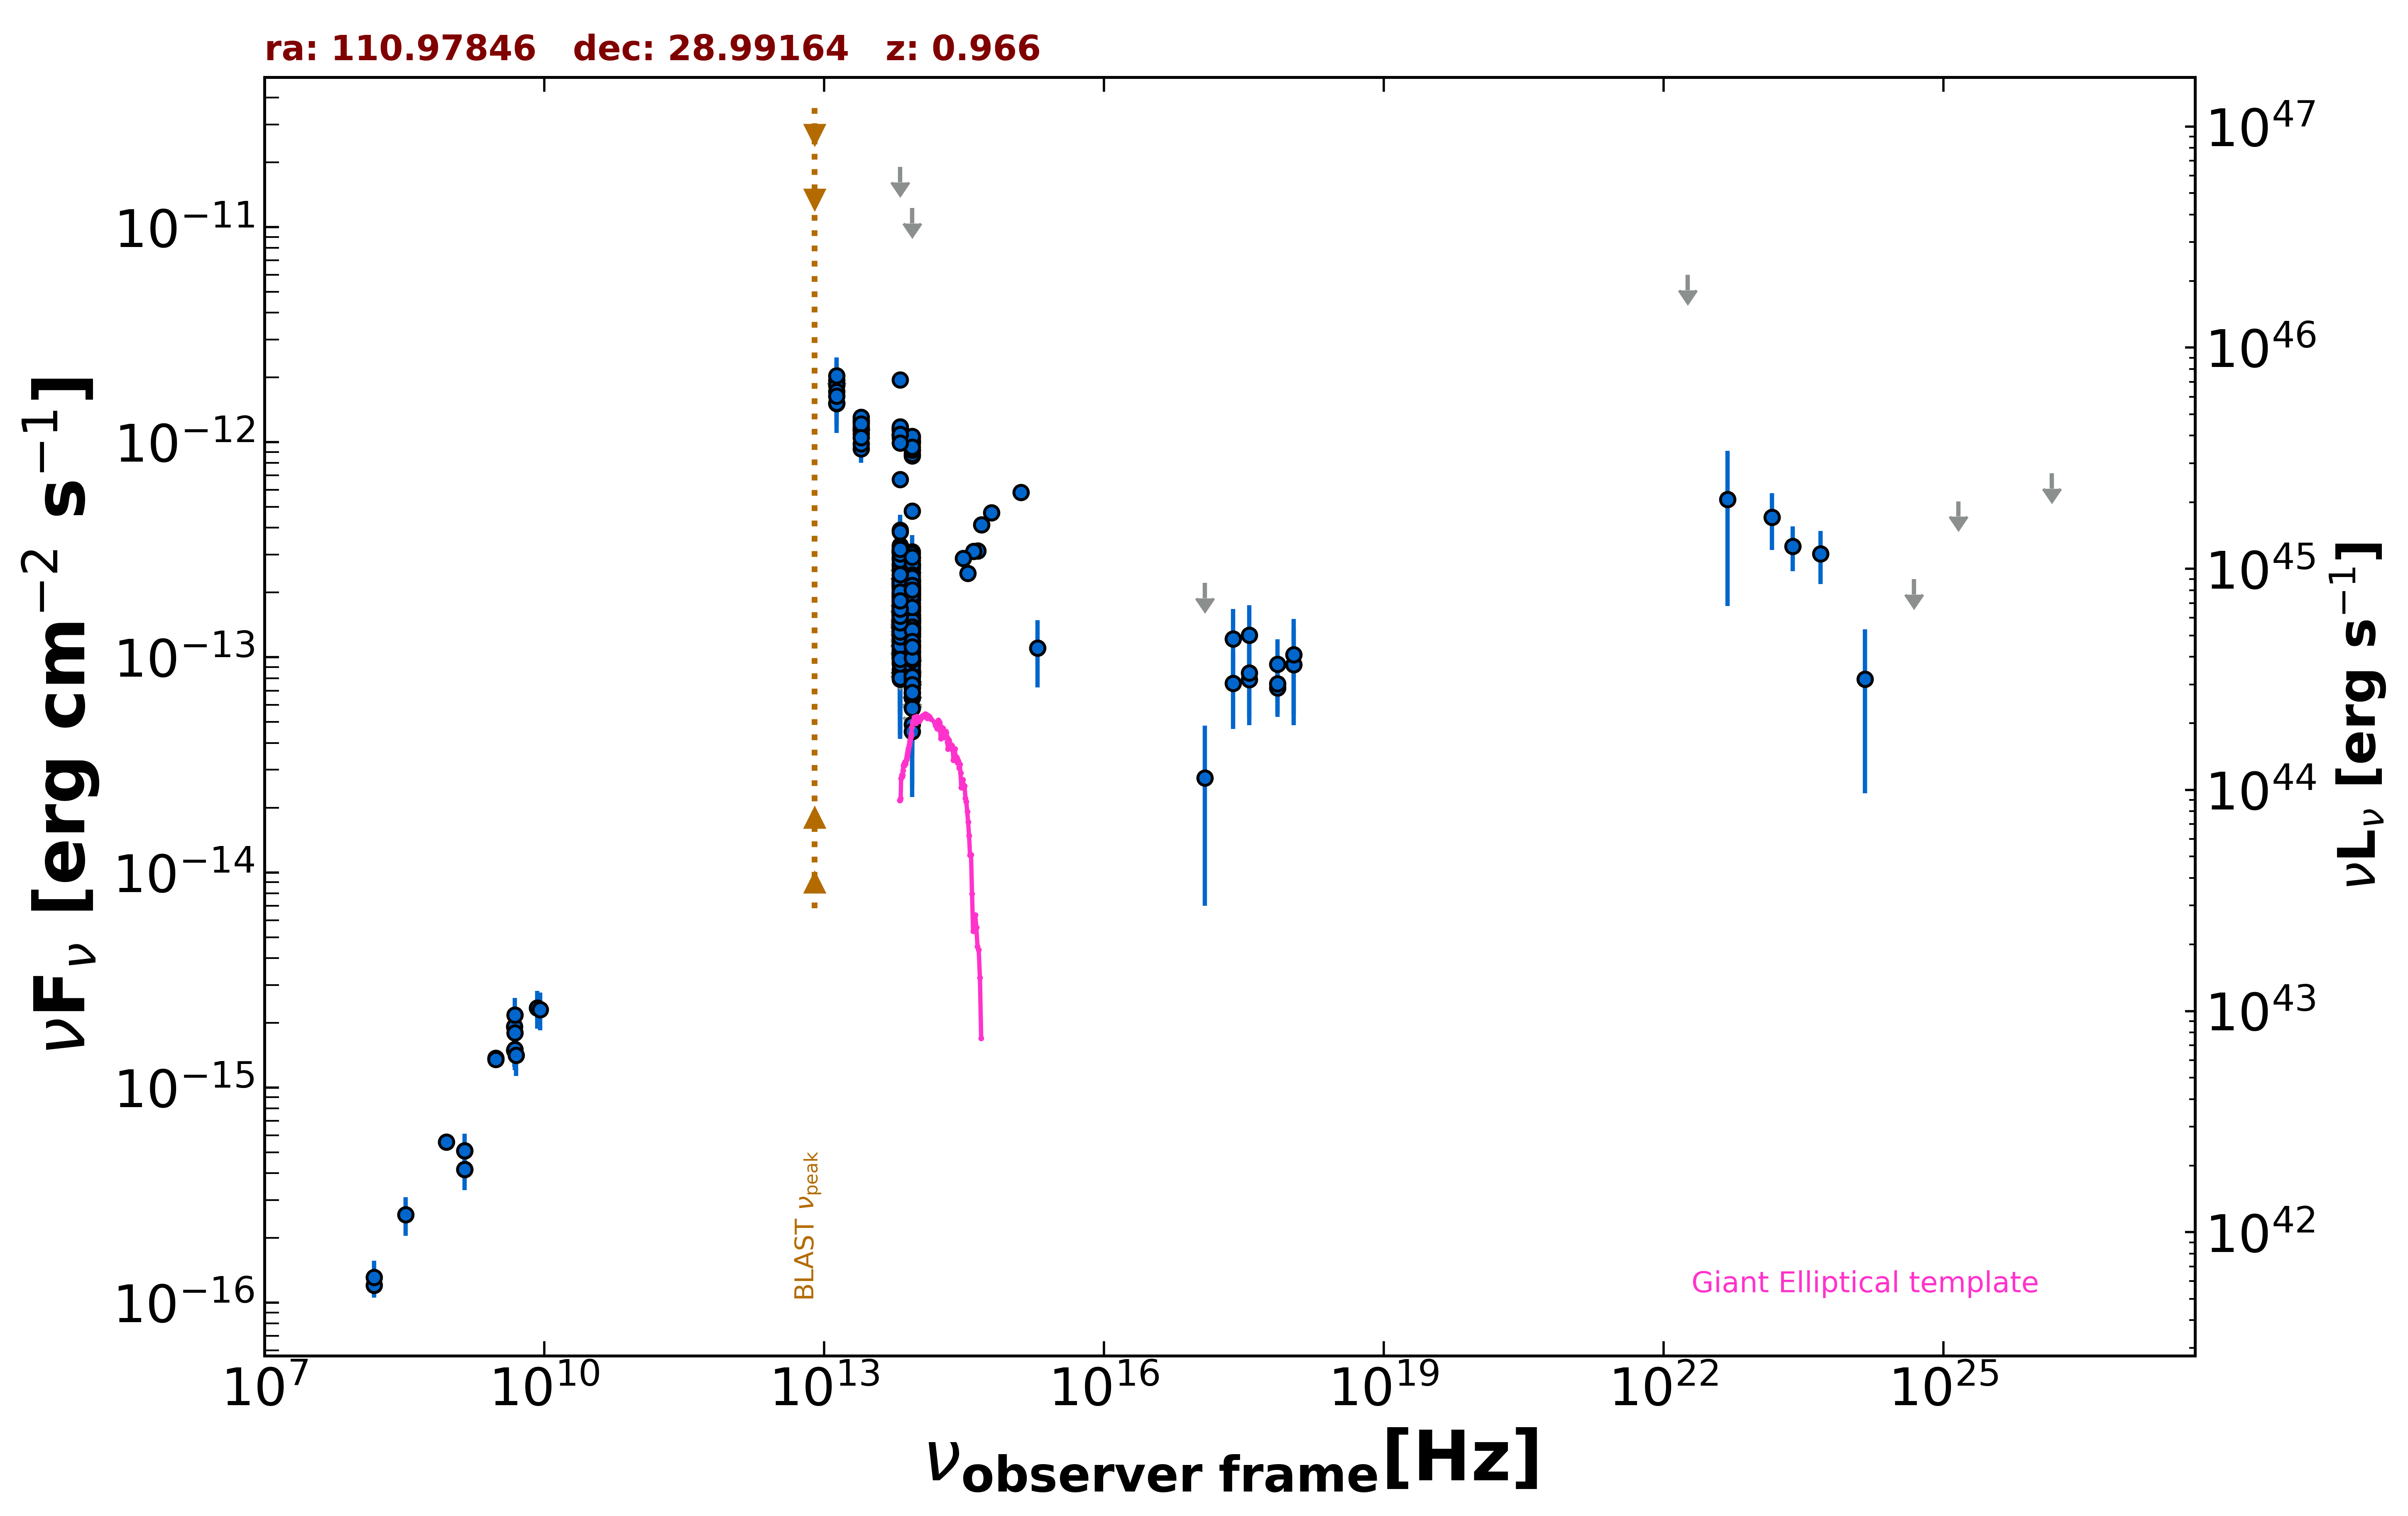 ra: 110.97846   dec: 28.99164   z: 0.966
νFν [erg cm⁻² s⁻¹]
10⁻¹¹
10⁻¹²
10⁻¹³
10⁻¹⁴
10⁻¹⁵
10⁻¹⁶
10⁴⁷
10⁴⁶
10⁴⁵
10⁴⁴
10⁴³
10⁴²
νLν [erg s⁻¹]
BLAST νpeak
Giant Elliptical template
10⁷ 10¹⁰ 10¹³ 10¹⁶ 10¹⁹ 10²² 10²⁵
νobserver frame[Hz]